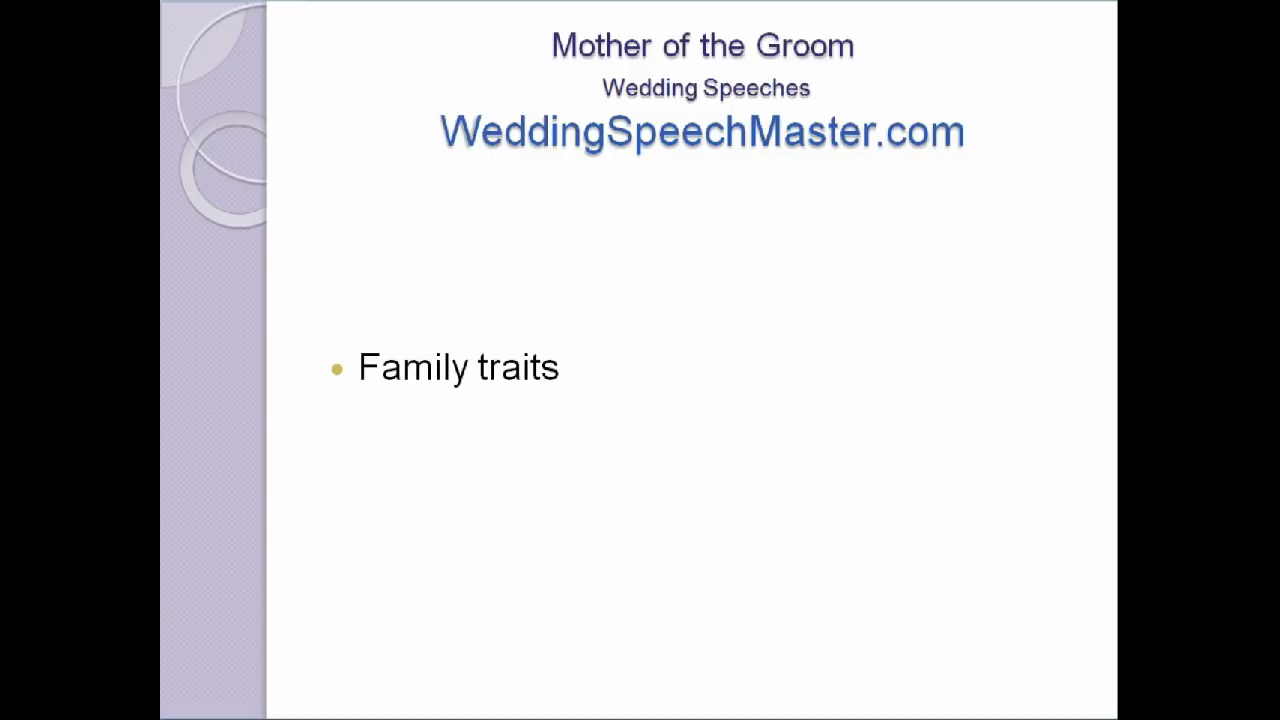 Mother of the Groom
Wedding Speeches
WeddingSpeechMaster.com
Family traits